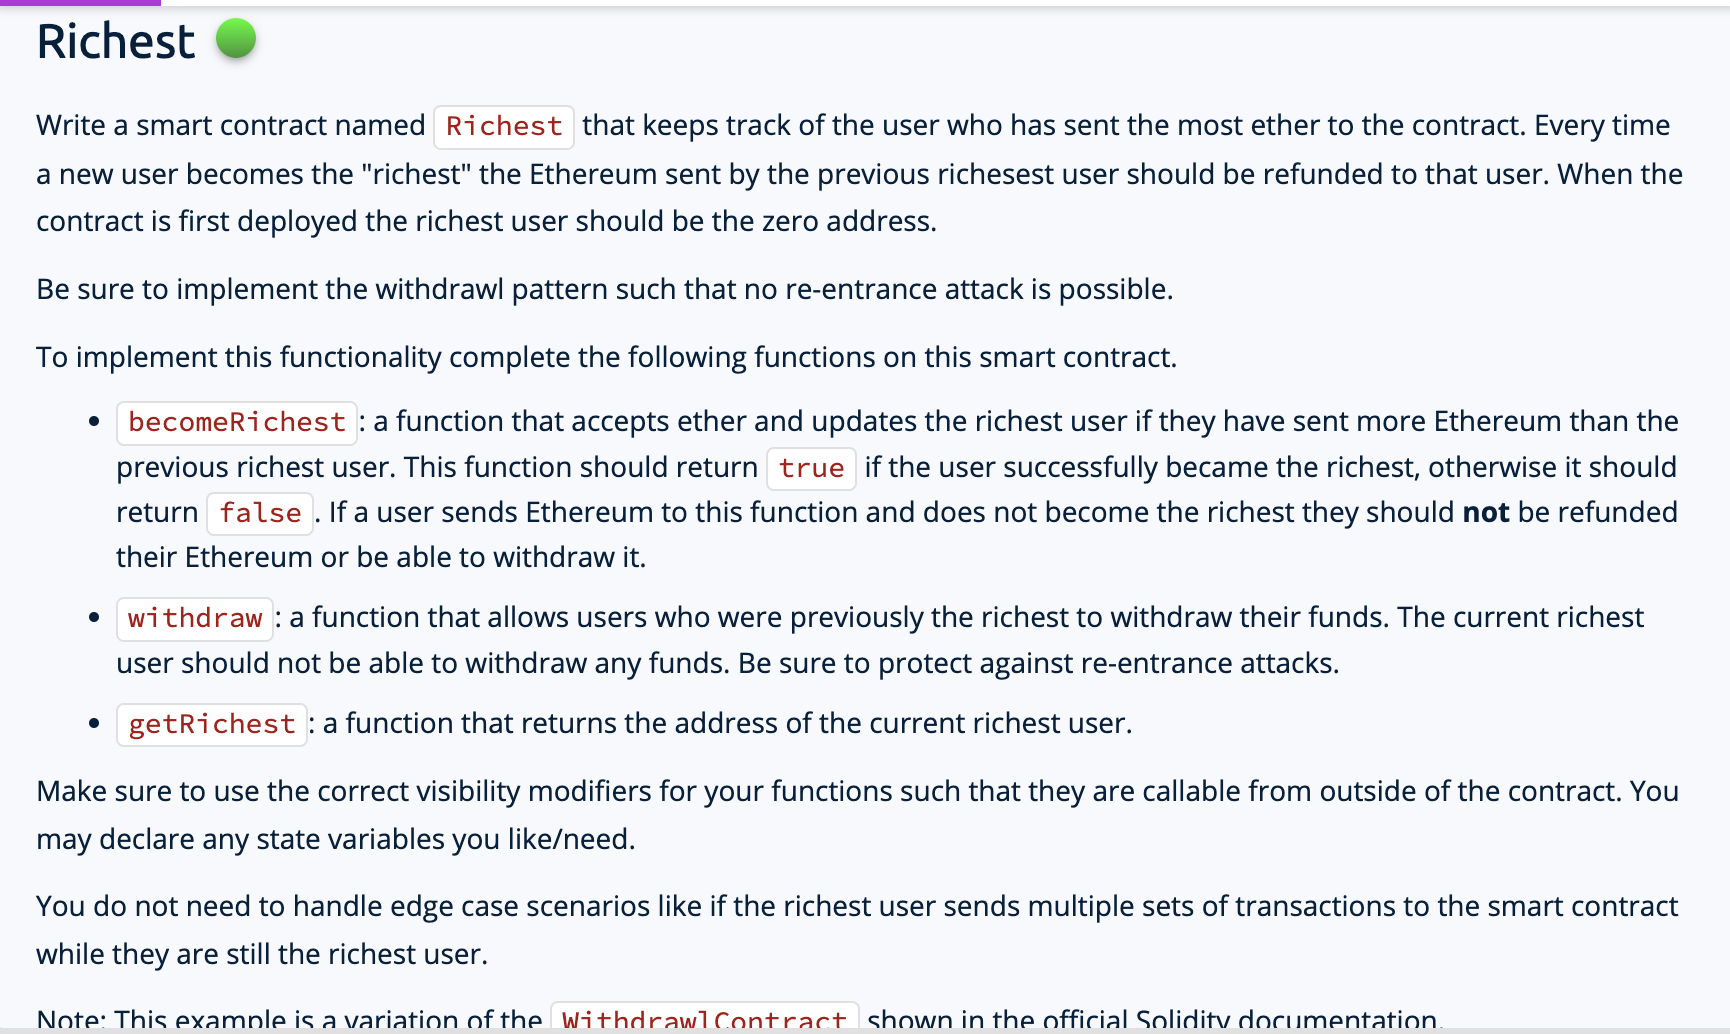 Richest
Write a smart contract named Richest that keeps track of the user who has sent the most ether to the contract. Every time
a new user becomes the "richest" the Ethereum sent by the previous richesest user should be refunded to that user. When the
contract is first deployed the richest user should be the zero address.
Be sure to implement the withdrawl pattern such that no re-entrance attack is possible.
To implement this functionality complete the following functions on this smart contract.
• becomeRichest: a function that accepts ether and updates the richest user if they have sent more Ethereum than the
previous richest user. This function should return true if the user successfully became the richest, otherwise it should
return false. If a user sends Ethereum to this function and does not become the richest they should not be refunded
their Ethereum or be able to withdraw it.
• withdraw: a function that allows users who were previously the richest to withdraw their funds. The current richest
user should not be able to withdraw any funds. Be sure to protect against re-entrance attacks.
• getRichest: a function that returns the address of the current richest user.
Make sure to use the correct visibility modifiers for your functions such that they are callable from outside of the contract. You
may declare any state variables you like/need.
You do not need to handle edge case scenarios like if the richest user sends multiple sets of transactions to the smart contract
while they are still the richest user.
Note: This example is a variation of the WithdrawlContract shown in the official Solidity documentation.